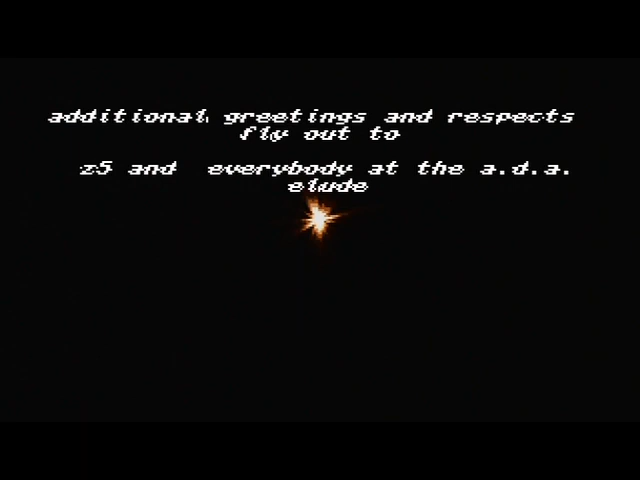 additional greetings and respects
fly out to
z5 and everybody at the a.d.a.
elude